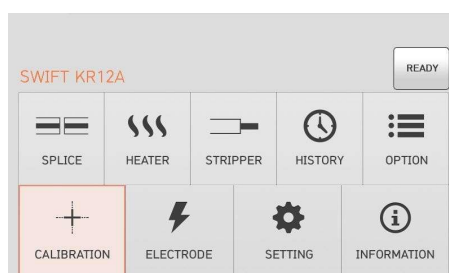 SWIFT KR12A
READY
SPLICE HEATER STRIPPER HISTORY OPTION
CALIBRATION ELECTRODE SETTING INFORMATION